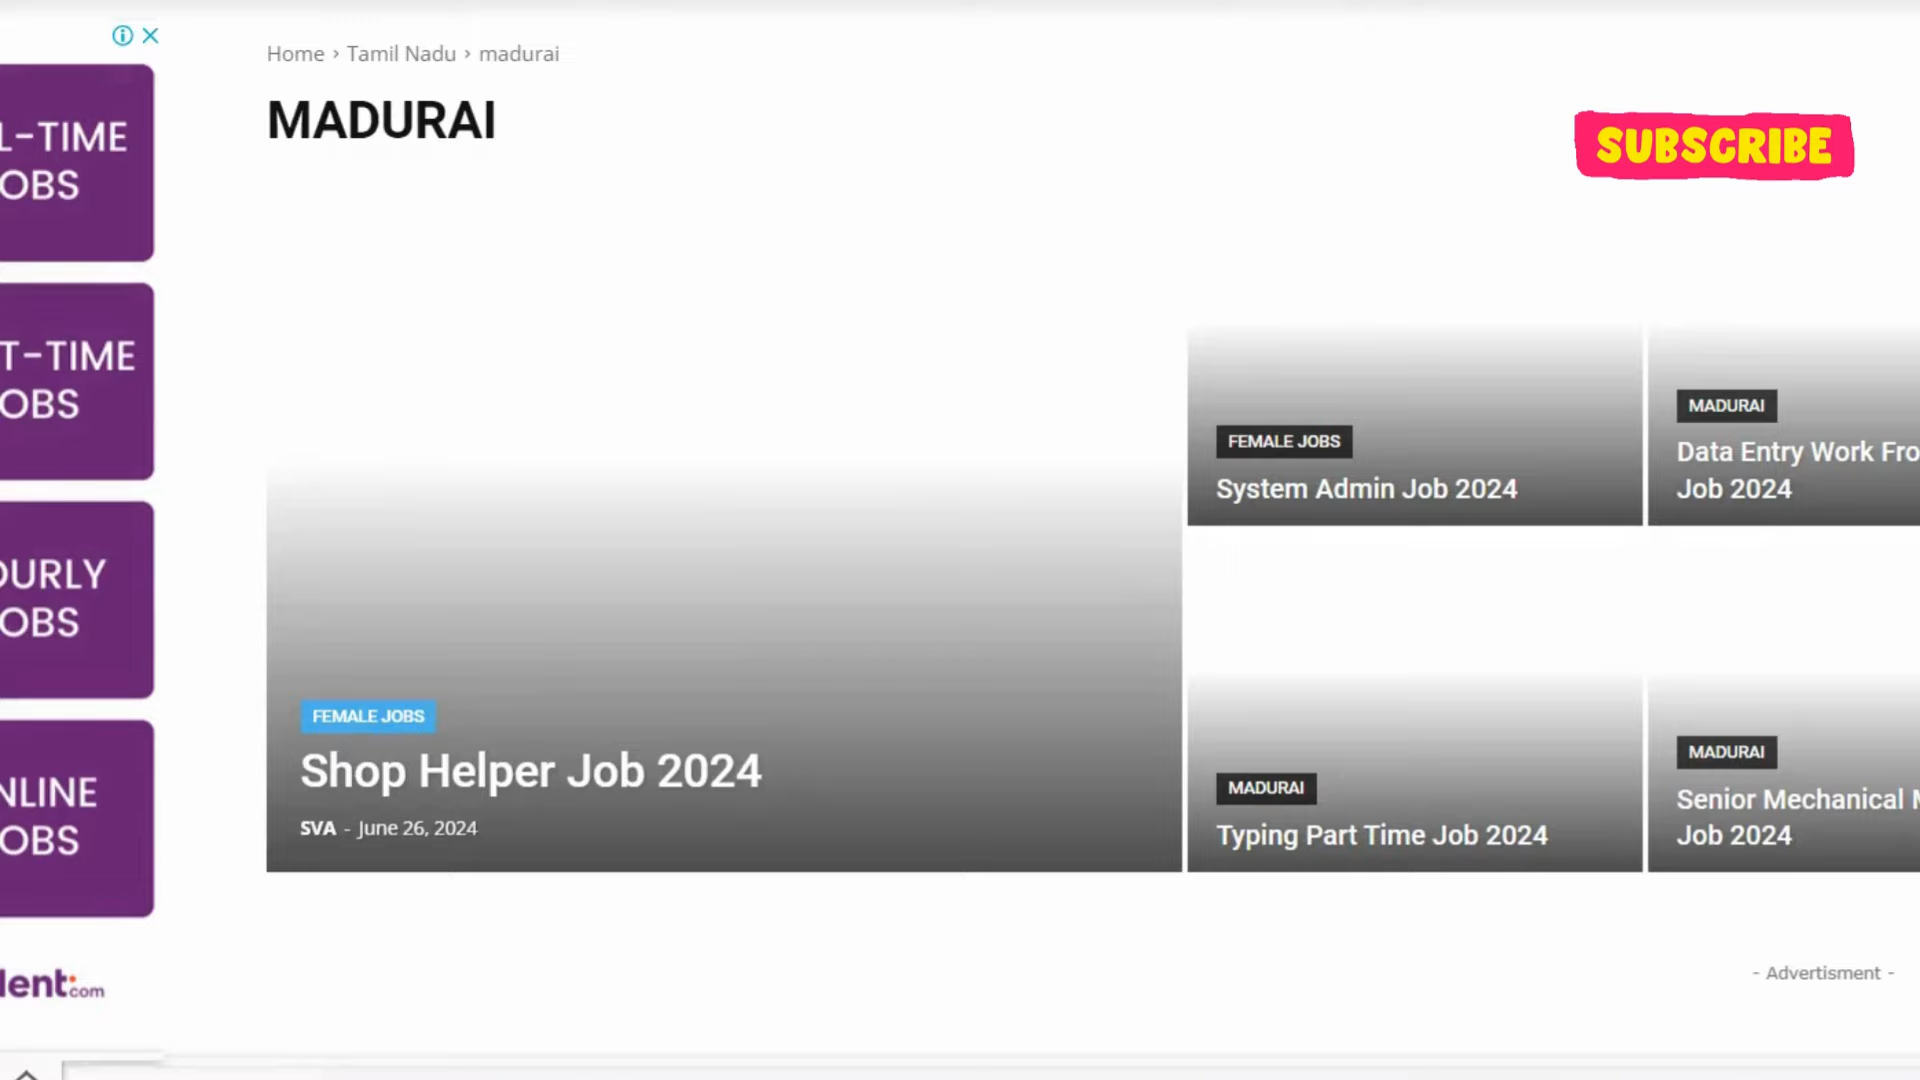 L-TIME
OBS
T-TIME
OBS
OURLY
OBS
NLINE
OBS
lent.com
Home › Tamil Nadu › madurai
MADURAI
SUBSCRIBE
FEMALE JOBS
Shop Helper Job 2024
SVA - June 26, 2024
FEMALE JOBS
System Admin Job 2024
MADURAI
Data Entry Work Fro
Job 2024
MADURAI
Typing Part Time Job 2024
MADURAI
Senior Mechanical M
Job 2024
- Advertisment -